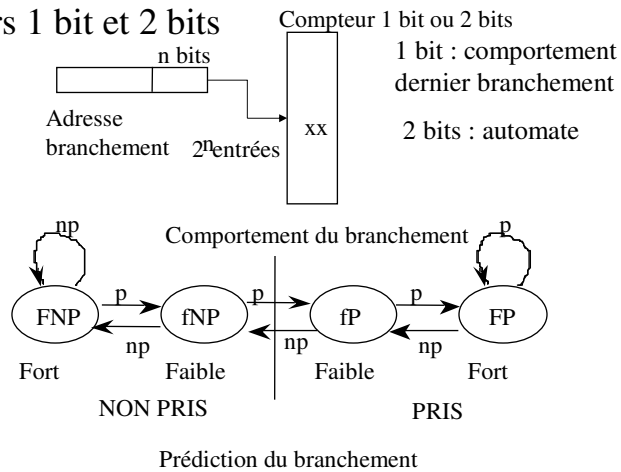 rs 1 bit et 2 bits
Compteur 1 bit ou 2 bits
n bits
1 bit : comportement
dernier branchement
Adresse
branchement
2n entrées
xx
2 bits : automate
np
Comportement du branchement
p
FNP
p
fNP
p
fP
p
FP
np
np
np
Fort
Faible
Faible
Fort
NON PRIS
PRIS
Prédiction du branchement